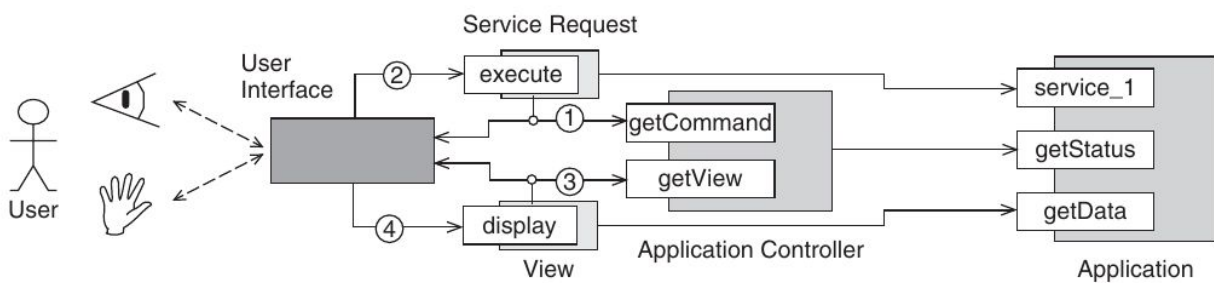 Service Request
User
Interface
2
execute
service_1
1
getCommand
getStatus
3
getView
User
4
display
getData
View
Application Controller
Application